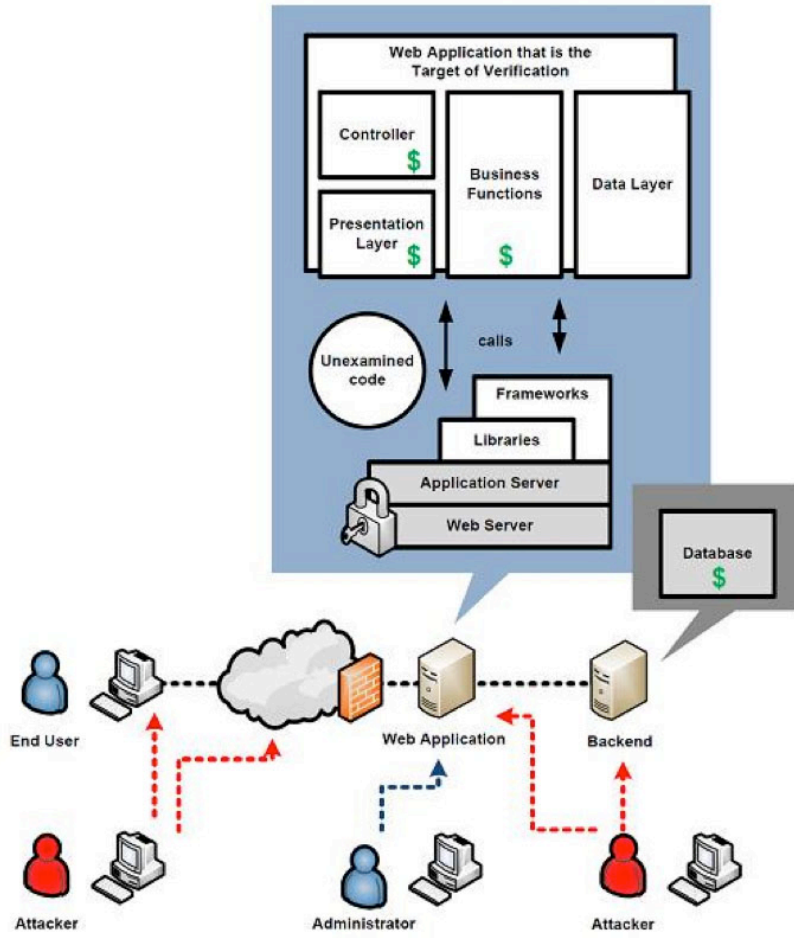 Web Application that is the
Target of Verification
Controller
$
Business
Functions
$
Data Layer
Presentation
Layer
$
Unexamined
code
calls
Frameworks
Libraries
Application Server
Web Server
Database
$
End User
Web Application
Backend
Attacker
Administrator
Attacker